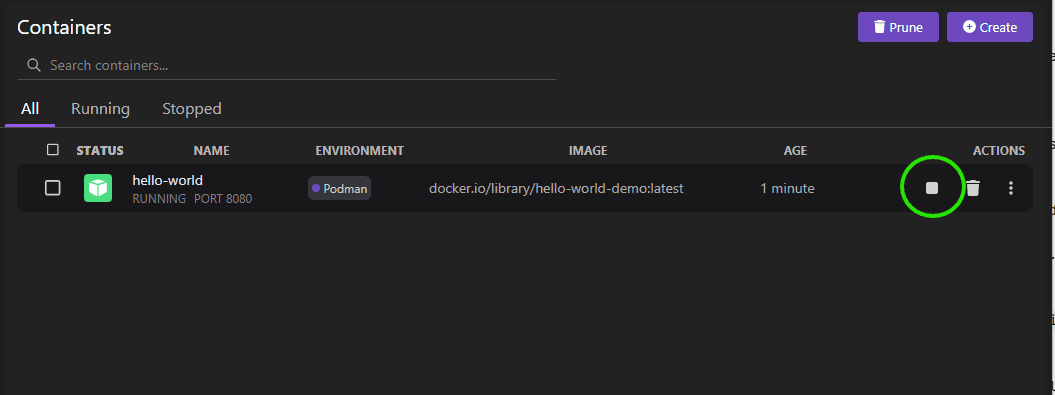 Containers
Prune
Create
Search containers...
All Running Stopped
STATUS NAME ENVIRONMENT IMAGE AGE ACTIONS
hello-world
RUNNING PORT 8080
Podman
docker.io/library/hello-world-demo:latest
1 minute